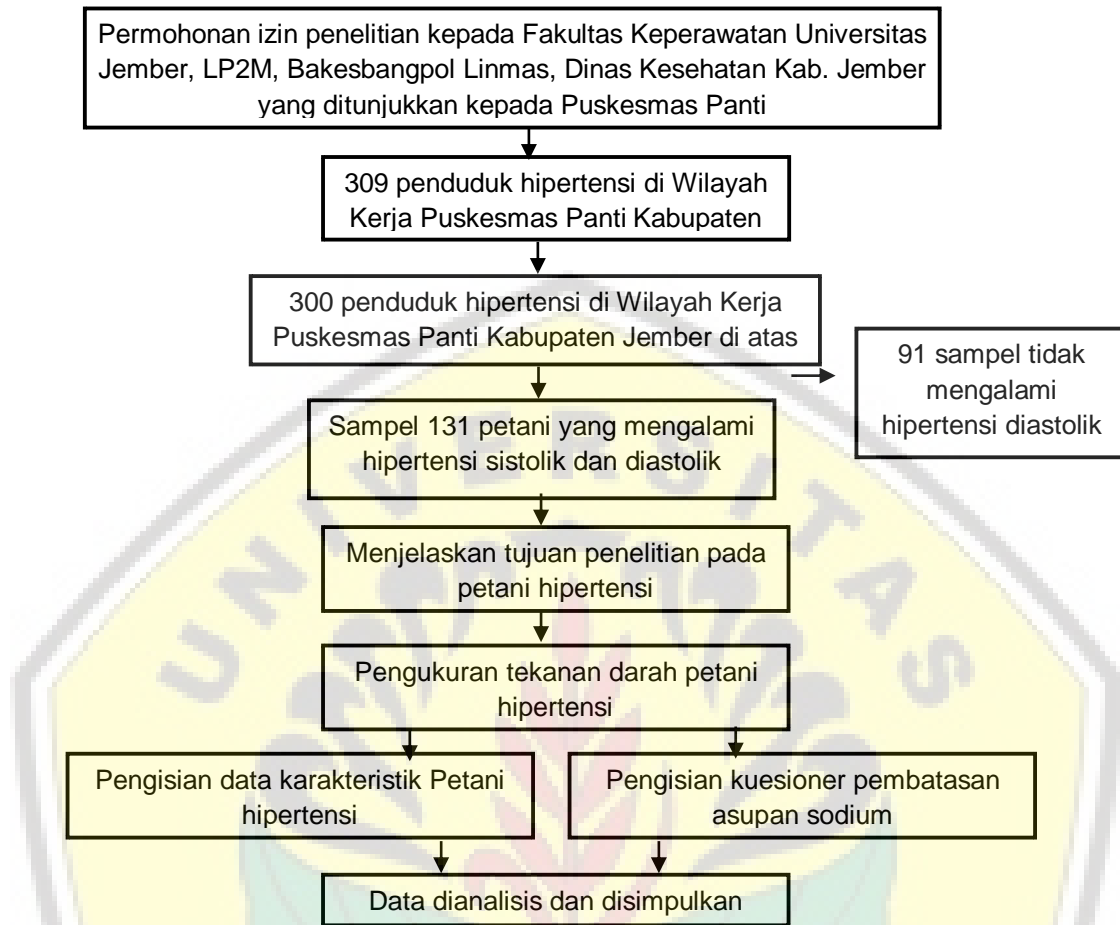 Permohonan izin penelitian kepada Fakultas Keperawatan Universitas
Jember, LP2M, Bakesbangpol Linmas, Dinas Kesehatan Kab. Jember
yang ditunjukkan kepada Puskesmas Panti
309 penduduk hipertensi di Wilayah
Kerja Puskesmas Panti Kabupaten
300 penduduk hipertensi di Wilayah Kerja
Puskesmas Panti Kabupaten Jember di atas
91 sampel tidak
mengalami
hipertensi diastolik
Sampel 131 petani yang mengalami
hipertensi sistolik dan diastolik
Menjelaskan tujuan penelitian pada
petani hipertensi
Pengukuran tekanan darah petani
hipertensi
Pengisian data karakteristik Petani
hipertensi
Pengisian kuesioner pembatasan
asupan sodium
Data dianalisis dan disimpulkan
UNIVERSITAS